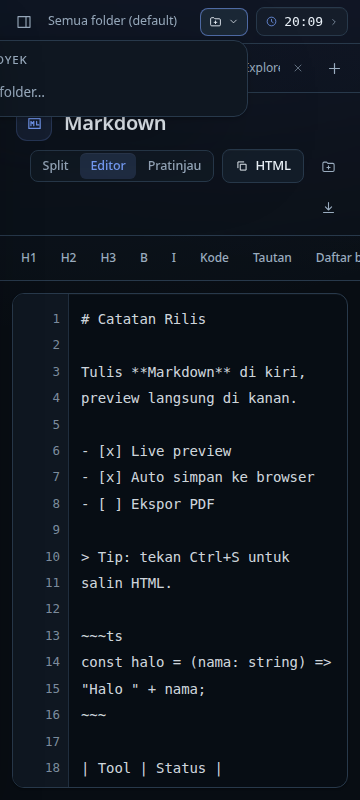 Semua folder (default)
20:09
OYEK
folder...
Explore
Markdown
Split
Editor
Pratinjau
HTML
H1
H2
H3
B
I
Kode
Tautan
Daftar b
1 # Catatan Rilis
2
3 Tulis **Markdown** di kiri,
4 preview langsung di kanan.
5
6 - [x] Live preview
7 - [x] Auto simpan ke browser
8 - [ ] Ekspor PDF
9
10 > Tip: tekan Ctrl+S untuk
11 salin HTML.
12
13 ~~~ts
14 const halo = (nama: string) =>
15 "Halo " + nama;
16 ~~~
17
18 | Tool | Status |